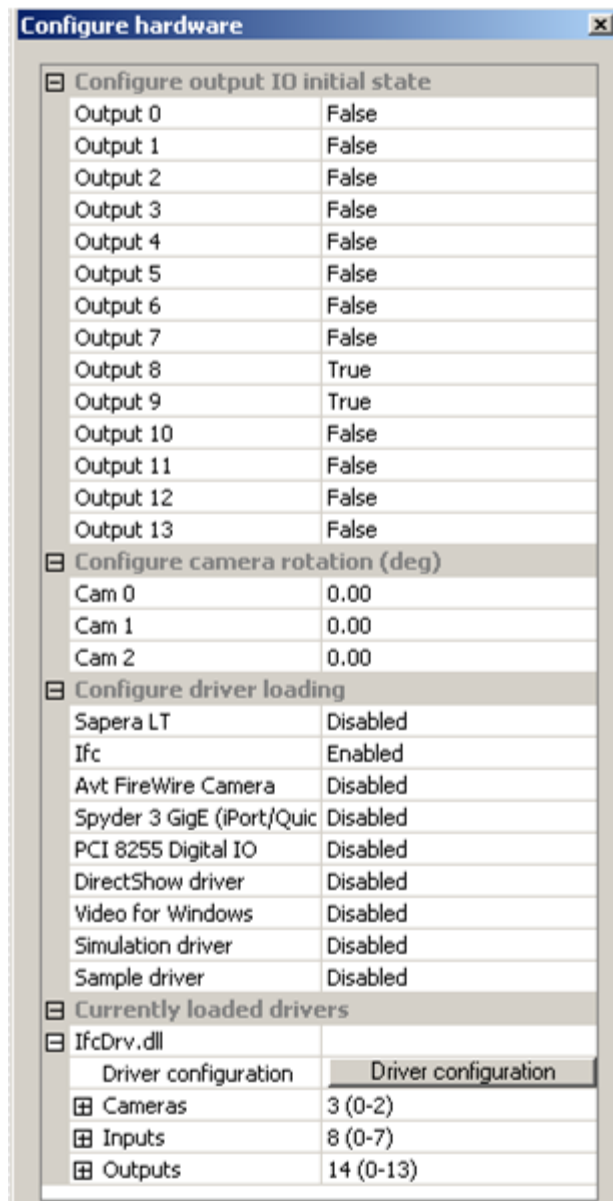 Configure hardware
Configure output IO initial state
Output 0 False
Output 1 False
Output 2 False
Output 3 False
Output 4 False
Output 5 False
Output 6 False
Output 7 False
Output 8 True
Output 9 True
Output 10 False
Output 11 False
Output 12 False
Output 13 False
Configure camera rotation (deg)
Cam 0 0.00
Cam 1 0.00
Cam 2 0.00
Configure driver loading
Sapera LT Disabled
Ifc Enabled
Avt FireWire Camera Disabled
Spyder 3 GigE (iPort/Quic Disabled
PCI 8255 Digital IO Disabled
DirectShow driver Disabled
Video for Windows Disabled
Simulation driver Disabled
Sample driver Disabled
Currently loaded drivers
IfcDrv.dll
Driver configuration Driver configuration
Cameras 3 (0-2)
Inputs 8 (0-7)
Outputs 14 (0-13)